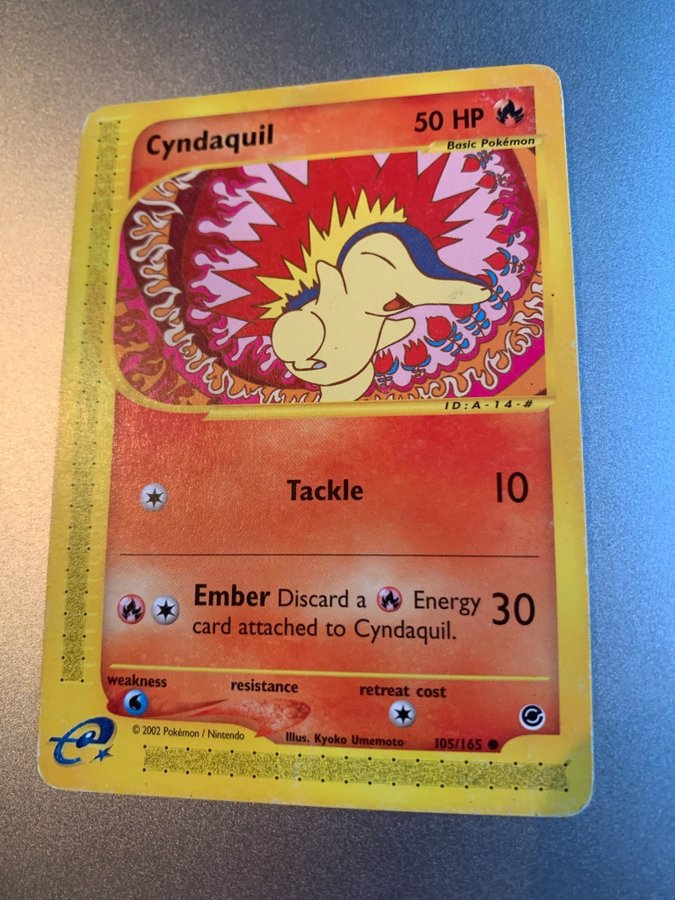 Cyndaquil 50 HP
Basic Pokémon
ID:A-14-#
Tackle 10
Ember Discard a Energy 30
card attached to Cyndaquil.
weakness resistance retreat cost
© 2002 Pokémon / Nintendo Illus. Kyoko Umemoto 105/165
e